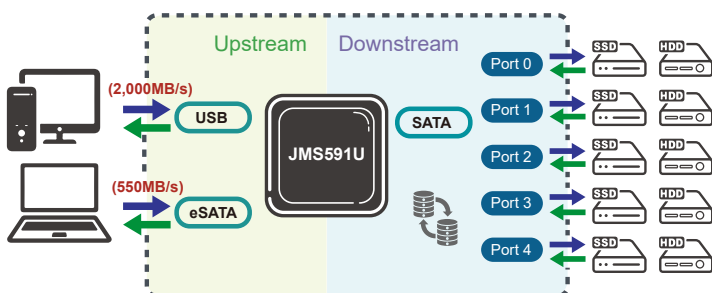 Upstream
Downstream
(2,000MB/s)
USB
(550MB/s)
eSATA
JMS591U
SATA
Port 0
SSD
HDD
Port 1
SSD
HDD
Port 2
SSD
HDD
Port 3
SSD
HDD
Port 4
SSD
HDD